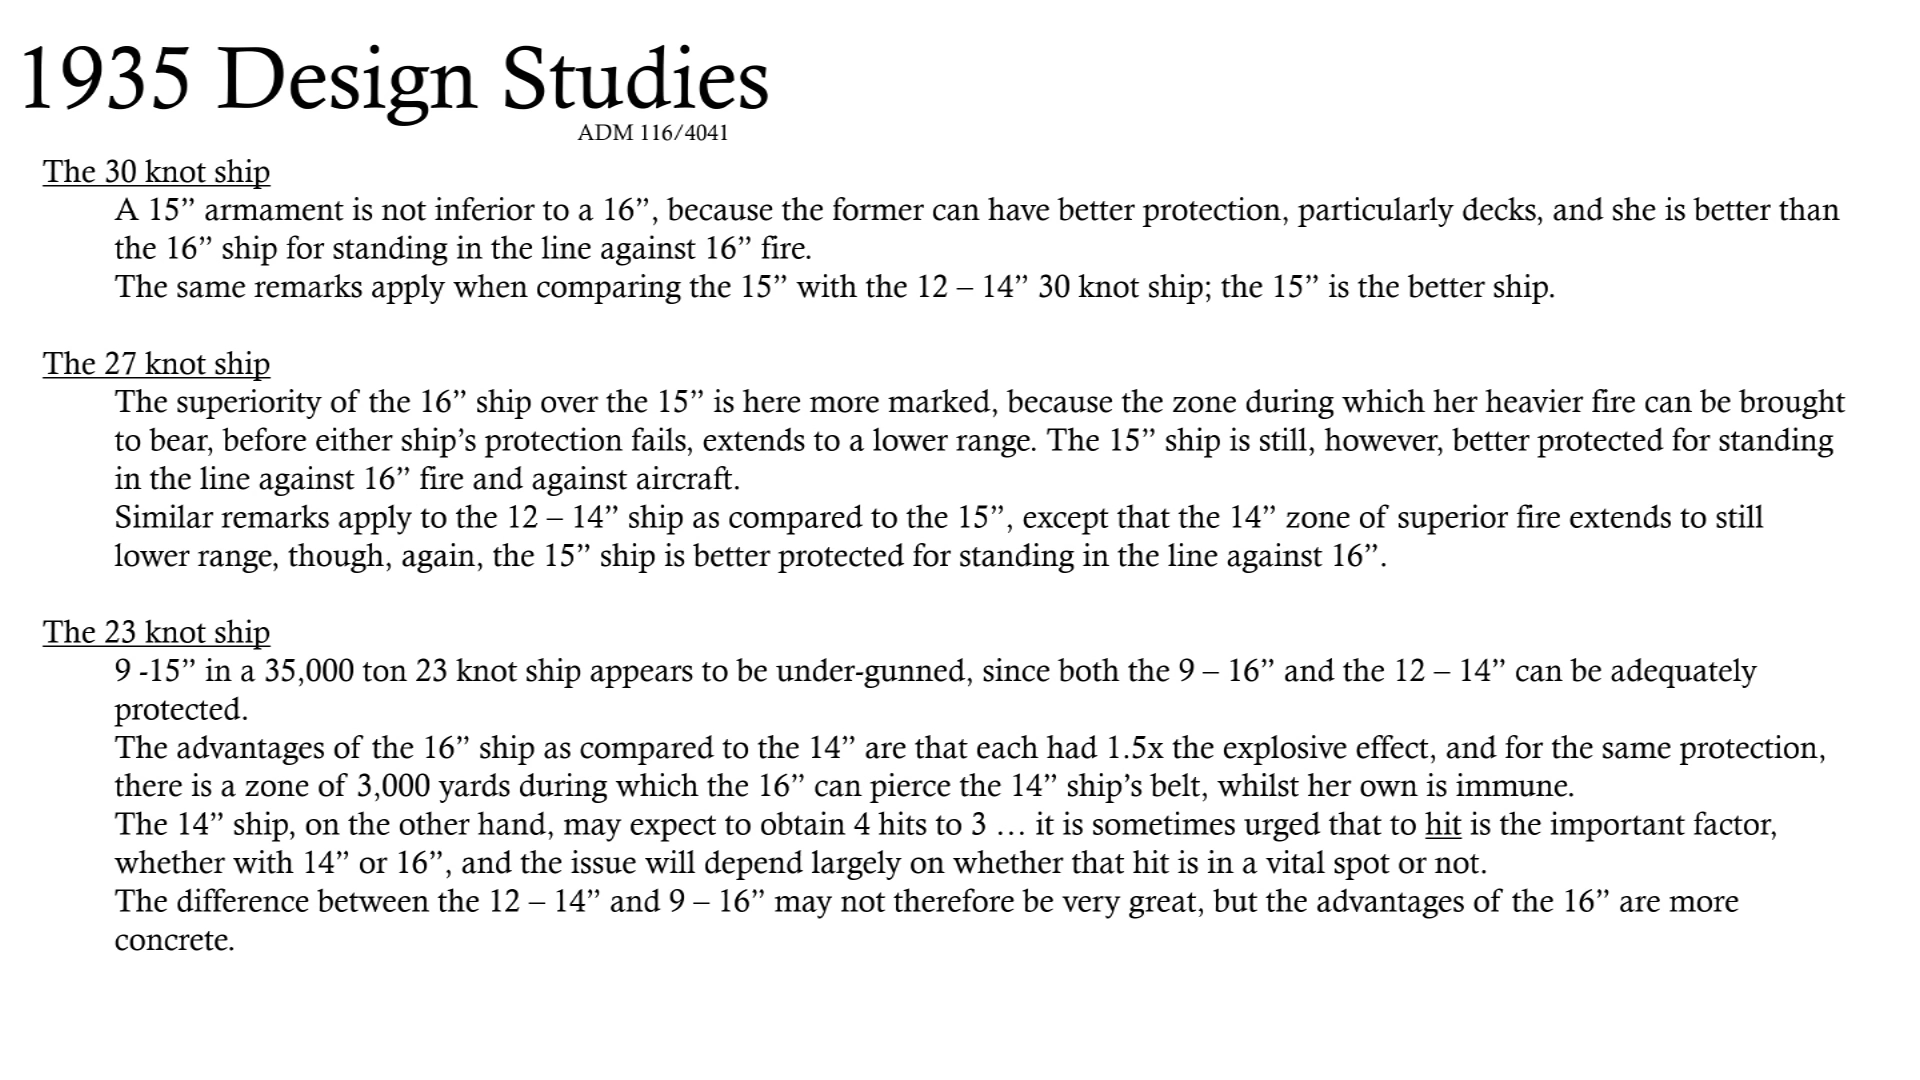 1935 Design Studies
ADM 116/4041
The 30 knot ship
A 15” armament is not inferior to a 16”, because the former can have better protection, particularly decks, and she is better than
the 16” ship for standing in the line against 16” fire.
The same remarks apply when comparing the 15” with the 12 – 14” 30 knot ship; the 15” is the better ship.
The 27 knot ship
The superiority of the 16” ship over the 15” is here more marked, because the zone during which her heavier fire can be brought
to bear, before either ship’s protection fails, extends to a lower range. The 15” ship is still, however, better protected for standing
in the line against 16” fire and against aircraft.
Similar remarks apply to the 12 – 14” ship as compared to the 15”, except that the 14” zone of superior fire extends to still
lower range, though, again, the 15” ship is better protected for standing in the line against 16”.
The 23 knot ship
9 -15” in a 35,000 ton 23 knot ship appears to be under-gunned, since both the 9 – 16” and the 12 – 14” can be adequately
protected.
The advantages of the 16” ship as compared to the 14” are that each had 1.5x the explosive effect, and for the same protection,
there is a zone of 3,000 yards during which the 16” can pierce the 14” ship’s belt, whilst her own is immune.
The 14” ship, on the other hand, may expect to obtain 4 hits to 3 … it is sometimes urged that to hit is the important factor,
whether with 14” or 16”, and the issue will depend largely on whether that hit is in a vital spot or not.
The difference between the 12 – 14” and 9 – 16” may not therefore be very great, but the advantages of the 16” are more
concrete.